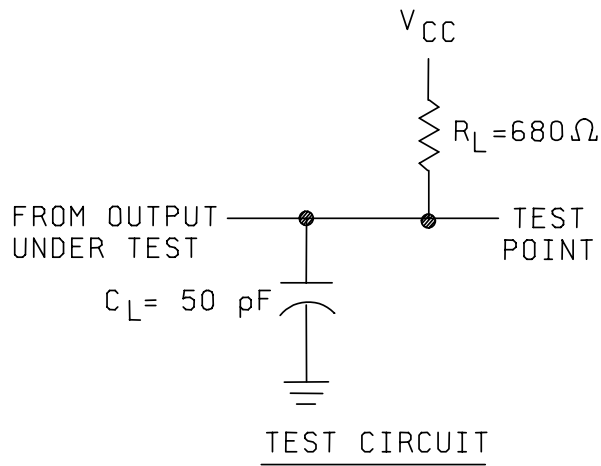 VCC
RL=680Ω
FROM OUTPUT
UNDER TEST
TEST
POINT
CL= 50 pF
TEST CIRCUIT